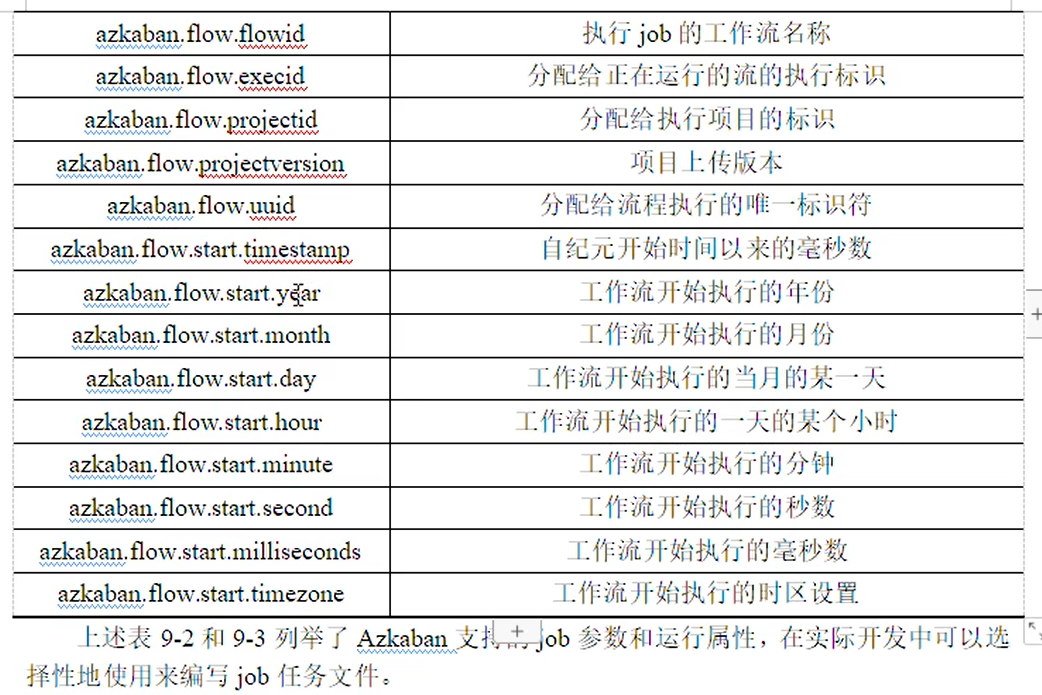 azkaban.flow.flowid 执行 job 的工作流名称
azkaban.flow.execid 分配给正在运行的流的执行标识
azkaban.flow.projectid 分配给执行项目的标识
azkaban.flow.projectversion 项目上传版本
azkaban.flow.uuid 分配给流程执行的唯一标识符
azkaban.flow.start.timestamp 自纪元开始时间以来的毫秒数
azkaban.flow.start.year 工作流开始执行的年份
azkaban.flow.start.month 工作流开始执行的月份
azkaban.flow.start.day 工作流开始执行的当月的某一天
azkaban.flow.start.hour 工作流开始执行的一天的某个小时
azkaban.flow.start.minute 工作流开始执行的分钟
azkaban.flow.start.second 工作流开始执行的秒数
azkaban.flow.start.milliseconds 工作流开始执行的毫秒数
azkaban.flow.start.timezone 工作流开始执行的时区设置
上述表 9-2 和 9-3 列举了 Azkaban 支持的 job 参数和运行属性，在实际开发中可以选
择性地使用来编写 job 任务文件。